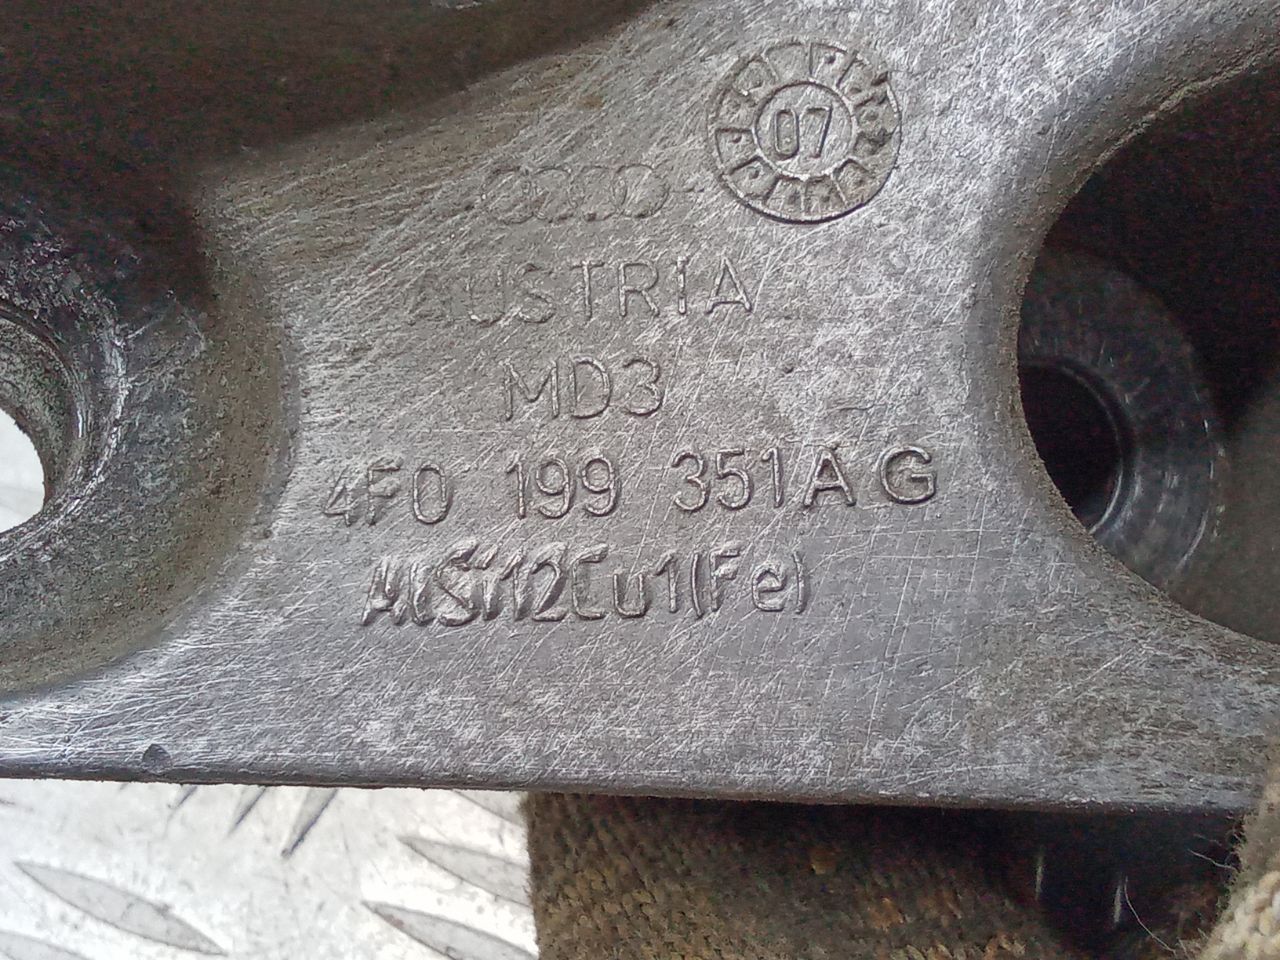 07
AUSTRIA
MD3
4F0 199 351AG
AlSi12Cu1(Fe)